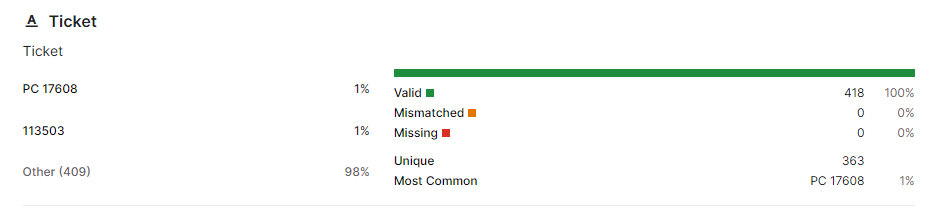 A Ticket
Ticket
PC 17608 1%
113503 1%
Other (409) 98%
Valid 418 100%
Mismatched 0 0%
Missing 0 0%
Unique 363
Most Common PC 17608 1%